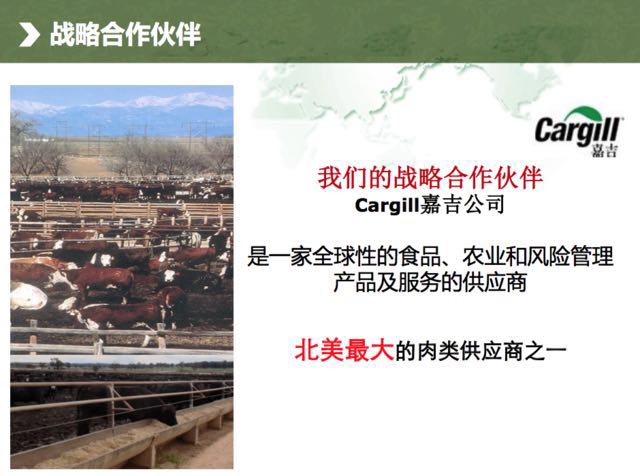 战略合作伙伴
Cargill
嘉吉
我们的战略合作伙伴
Cargill嘉吉公司
是一家全球性的食品、农业和风险管理
产品及服务的供应商
北美最大的肉类供应商之一